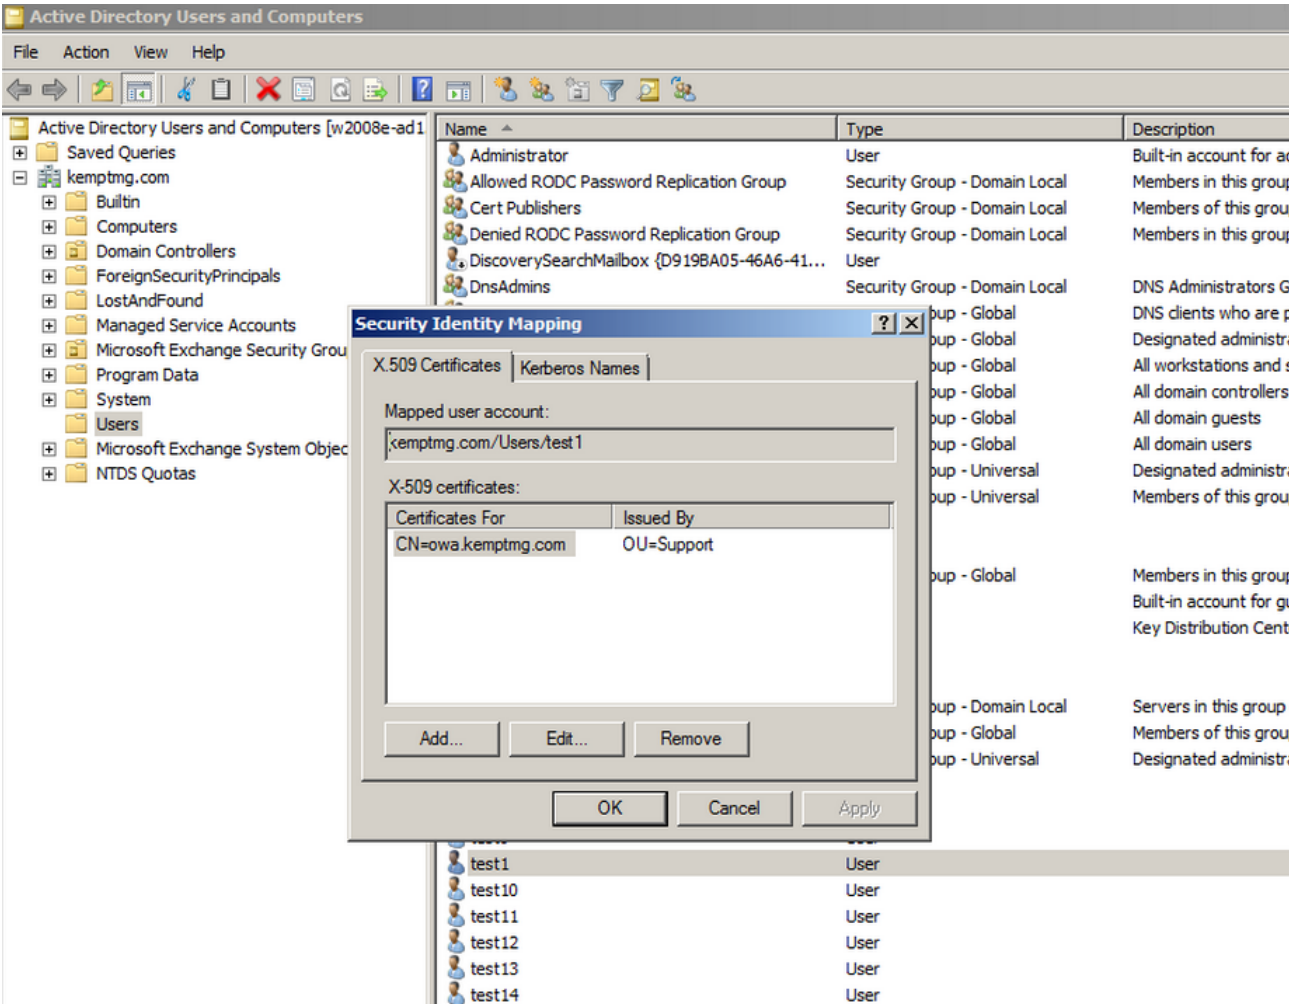 Active Directory Users and Computers
File Action View Help
Active Directory Users and Computers [w2008e-ad1
Saved Queries
kemptmg.com
Builtin
Computers
Domain Controllers
ForeignSecurityPrincipals
LostAndFound
Managed Service Accounts
Microsoft Exchange Security Grou
Program Data
System
Users
Microsoft Exchange System Objec
NTDS Quotas
Name Type Description
Administrator User Built-in account for ad
Allowed RODC Password Replication Group Security Group - Domain Local Members in this group
Cert Publishers Security Group - Domain Local Members of this grou
Denied RODC Password Replication Group Security Group - Domain Local Members in this group
DiscoverySearchMailbox {D919BA05-46A6-41... User
DnsAdmins Security Group - Domain Local DNS Administrators G
oup - Global DNS clients who are p
oup - Global Designated administra
oup - Global All workstations and s
oup - Global All domain controllers
oup - Global All domain guests
oup - Global All domain users
oup - Universal Designated administra
oup - Universal Members of this grou
oup - Global Members in this group
Built-in account for gu
Key Distribution Cent
oup - Domain Local Servers in this group
oup - Global Members of this grou
oup - Universal Designated administra
Security Identity Mapping
X.509 Certificates Kerberos Names
Mapped user account:
kemptmg.com/Users/test1
X-509 certificates:
Certificates For Issued By
CN=owa.kemptmg.com OU=Support
Add... Edit... Remove
OK Cancel Apply
test1 User
test10 User
test11 User
test12 User
test13 User
test14 User